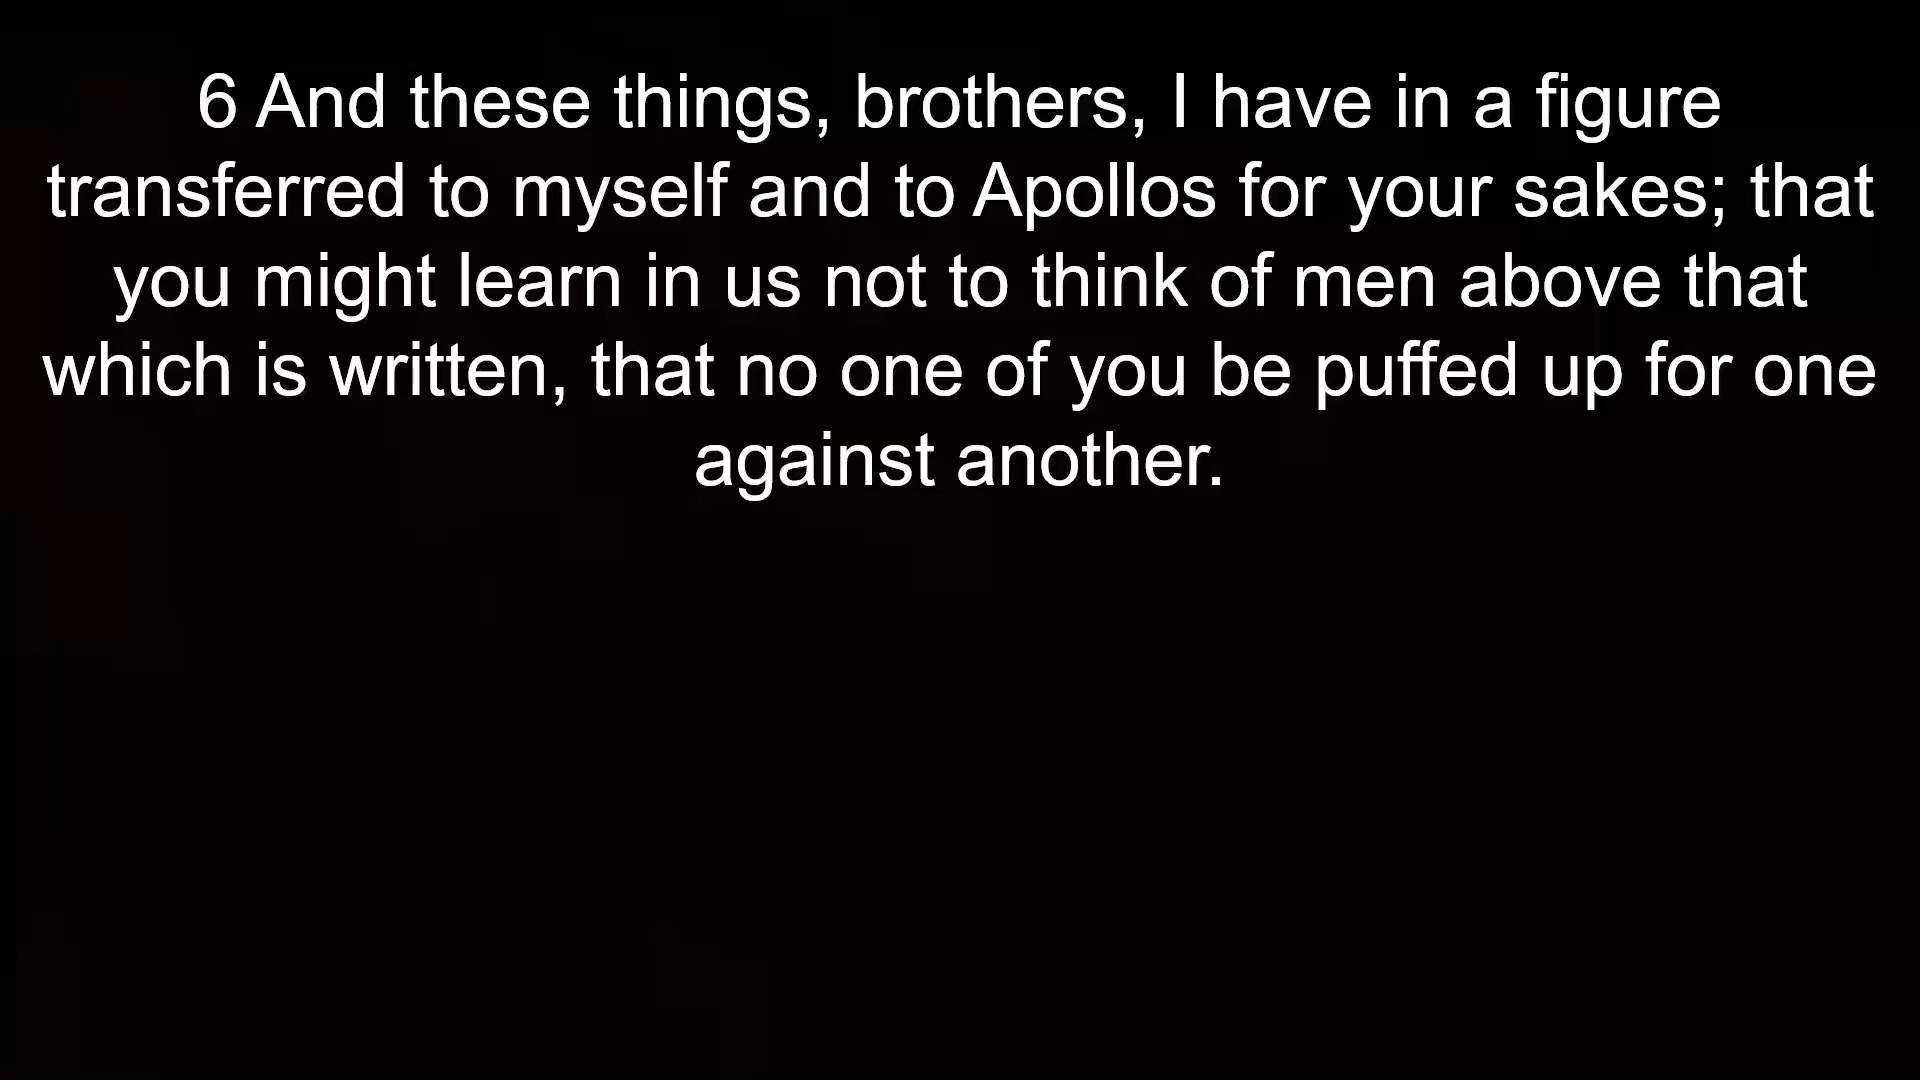 6 And these things, brothers, I have in a figure
transferred to myself and to Apollos for your sakes; that
you might learn in us not to think of men above that
which is written, that no one of you be puffed up for one
against another.